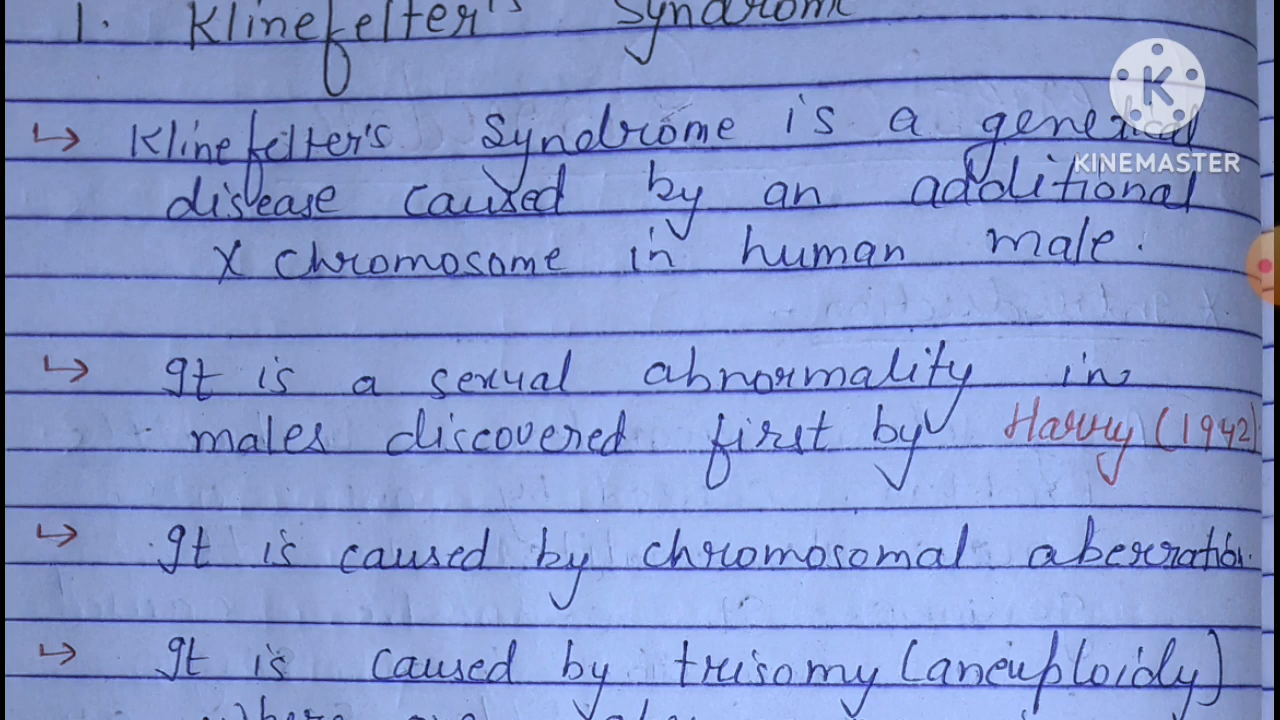 1. Klinefelter's Syndrome
↳ Klinefelter's Syndrome is a genetical
disease caused by an additional
X chromosome in human male.
↳ It is a sexual abnormality in
males discovered first by Harry (1942)
↳ It is caused by chromosomal aberration.
↳ It is caused by trisomy (aneuploidy)
where
K
KINEMASTER